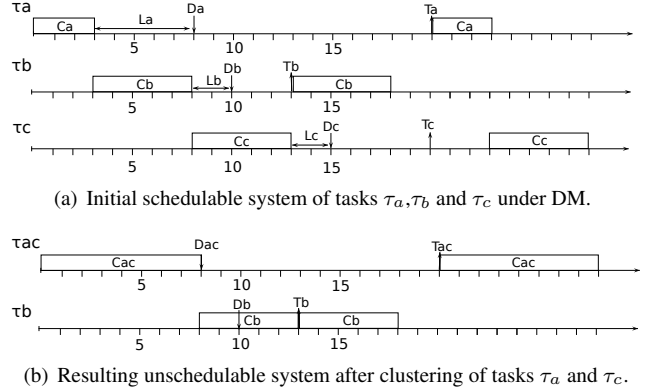 τa Ca La Da Ta Ca
5 10 15
τb Cb Lb Db Tb Cb
5 10 15
τc Cc Lc Dc Tc Cc
5 10 15
(a) Initial schedulable system of tasks τa,τb and τc under DM.
τac Cac Dac Tac Cac
5 10 15
τb Db Cb Tb Cb
5 10 15
(b) Resulting unschedulable system after clustering of tasks τa and τc.